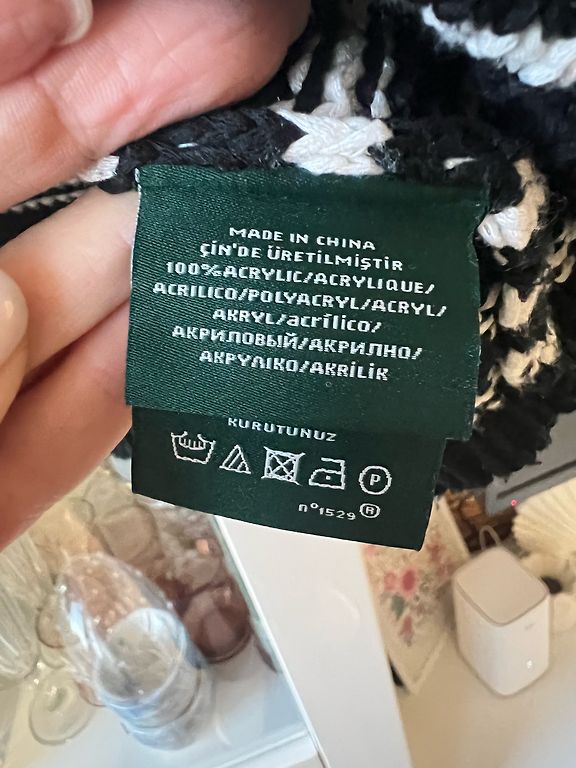 MADE IN CHINA
ÇİN'DE ÜRETİLMİŞTİR
100%ACRYLIC/ACRYLIQUE/
ACRILICO/POLYACRYL/ACRYL/
AKRYL/acrílico/
АКРИЛОВЫЙ/АКРИЛНО/
ΑΚΡΥΛΙΚΟ/AKRİLİK
KURUTUNUZ
P
nº1529®